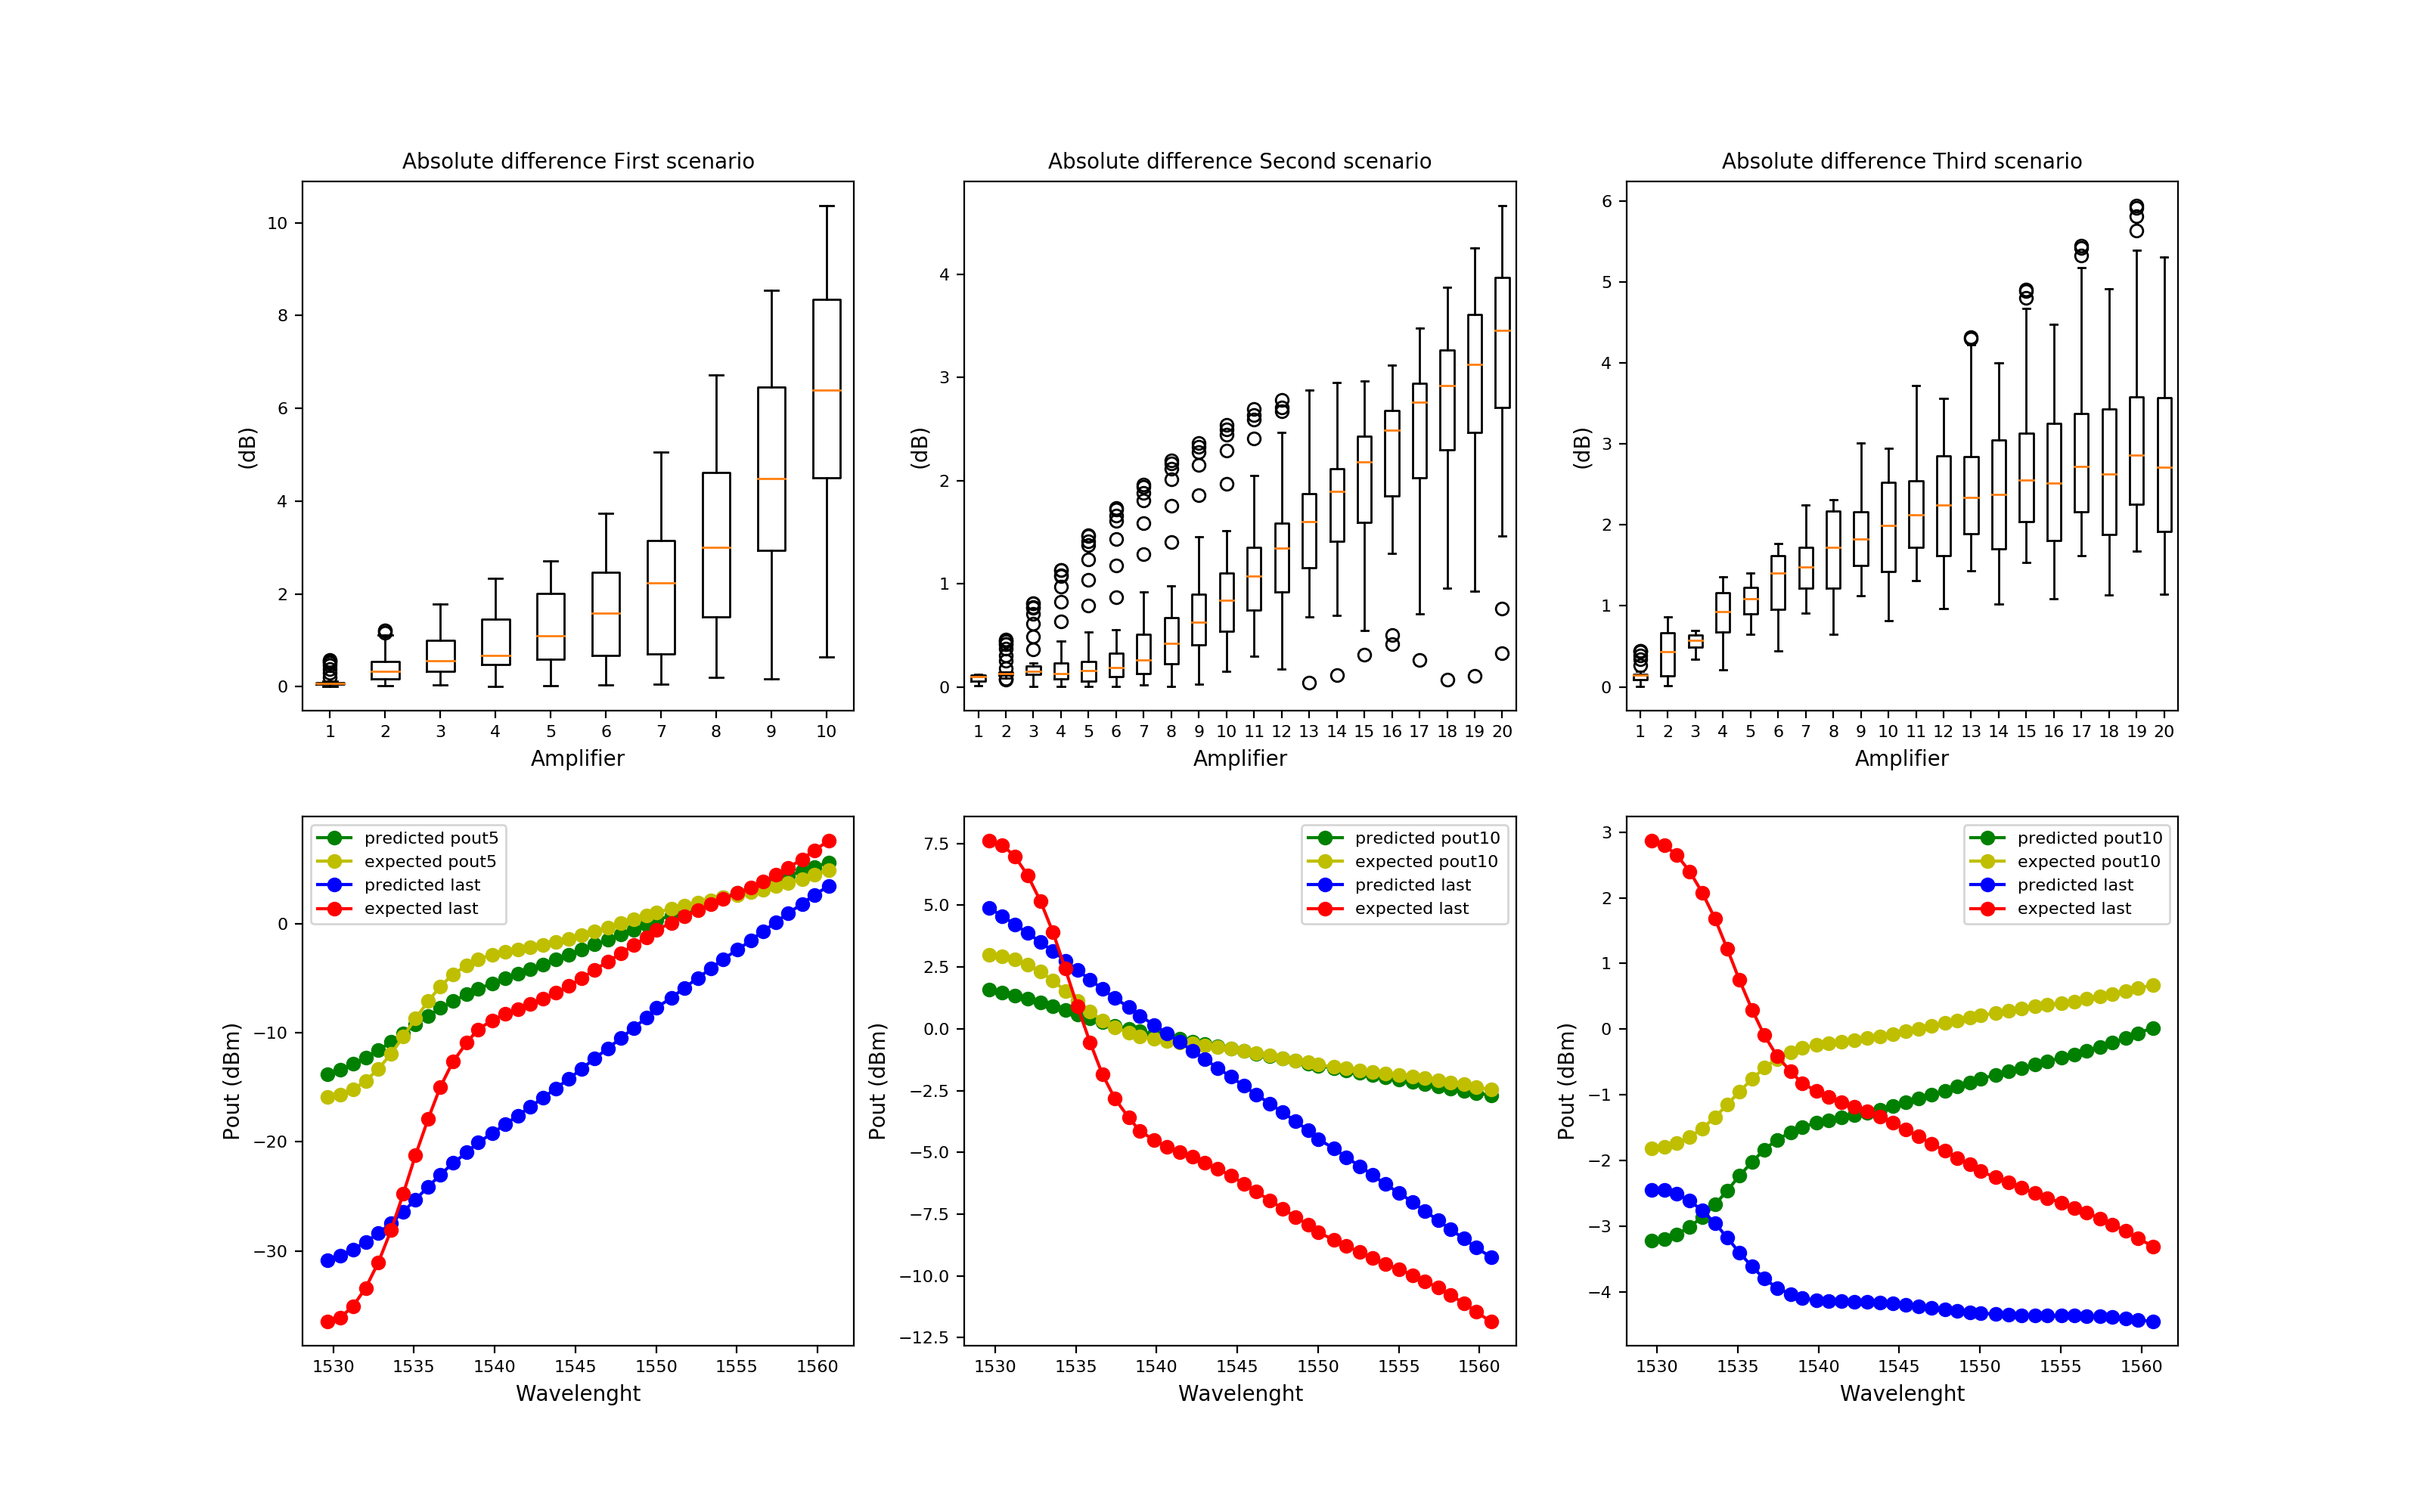 Absolute difference First scenario
(dB)
10
8
6
4
2
0
1 2 3 4 5 6 7 8 9 10
Amplifier
Absolute difference Second scenario
(dB)
4
3
2
1
0
1 2 3 4 5 6 7 8 9 10 11 12 13 14 15 16 17 18 19 20
Amplifier
Absolute difference Third scenario
(dB)
6
5
4
3
2
1
0
1 2 3 4 5 6 7 8 9 10 11 12 13 14 15 16 17 18 19 20
Amplifier
predicted pout5
expected pout5
predicted last
expected last
Pout (dBm)
0
−10
−20
−30
1530 1535 1540 1545 1550 1555 1560
Wavelenght
predicted pout10
expected pout10
predicted last
expected last
Pout (dBm)
7.5
5.0
2.5
0.0
−2.5
−5.0
−7.5
−10.0
−12.5
1530 1535 1540 1545 1550 1555 1560
Wavelenght
predicted pout10
expected pout10
predicted last
expected last
Pout (dBm)
3
2
1
0
−1
−2
−3
−4
1530 1535 1540 1545 1550 1555 1560
Wavelenght